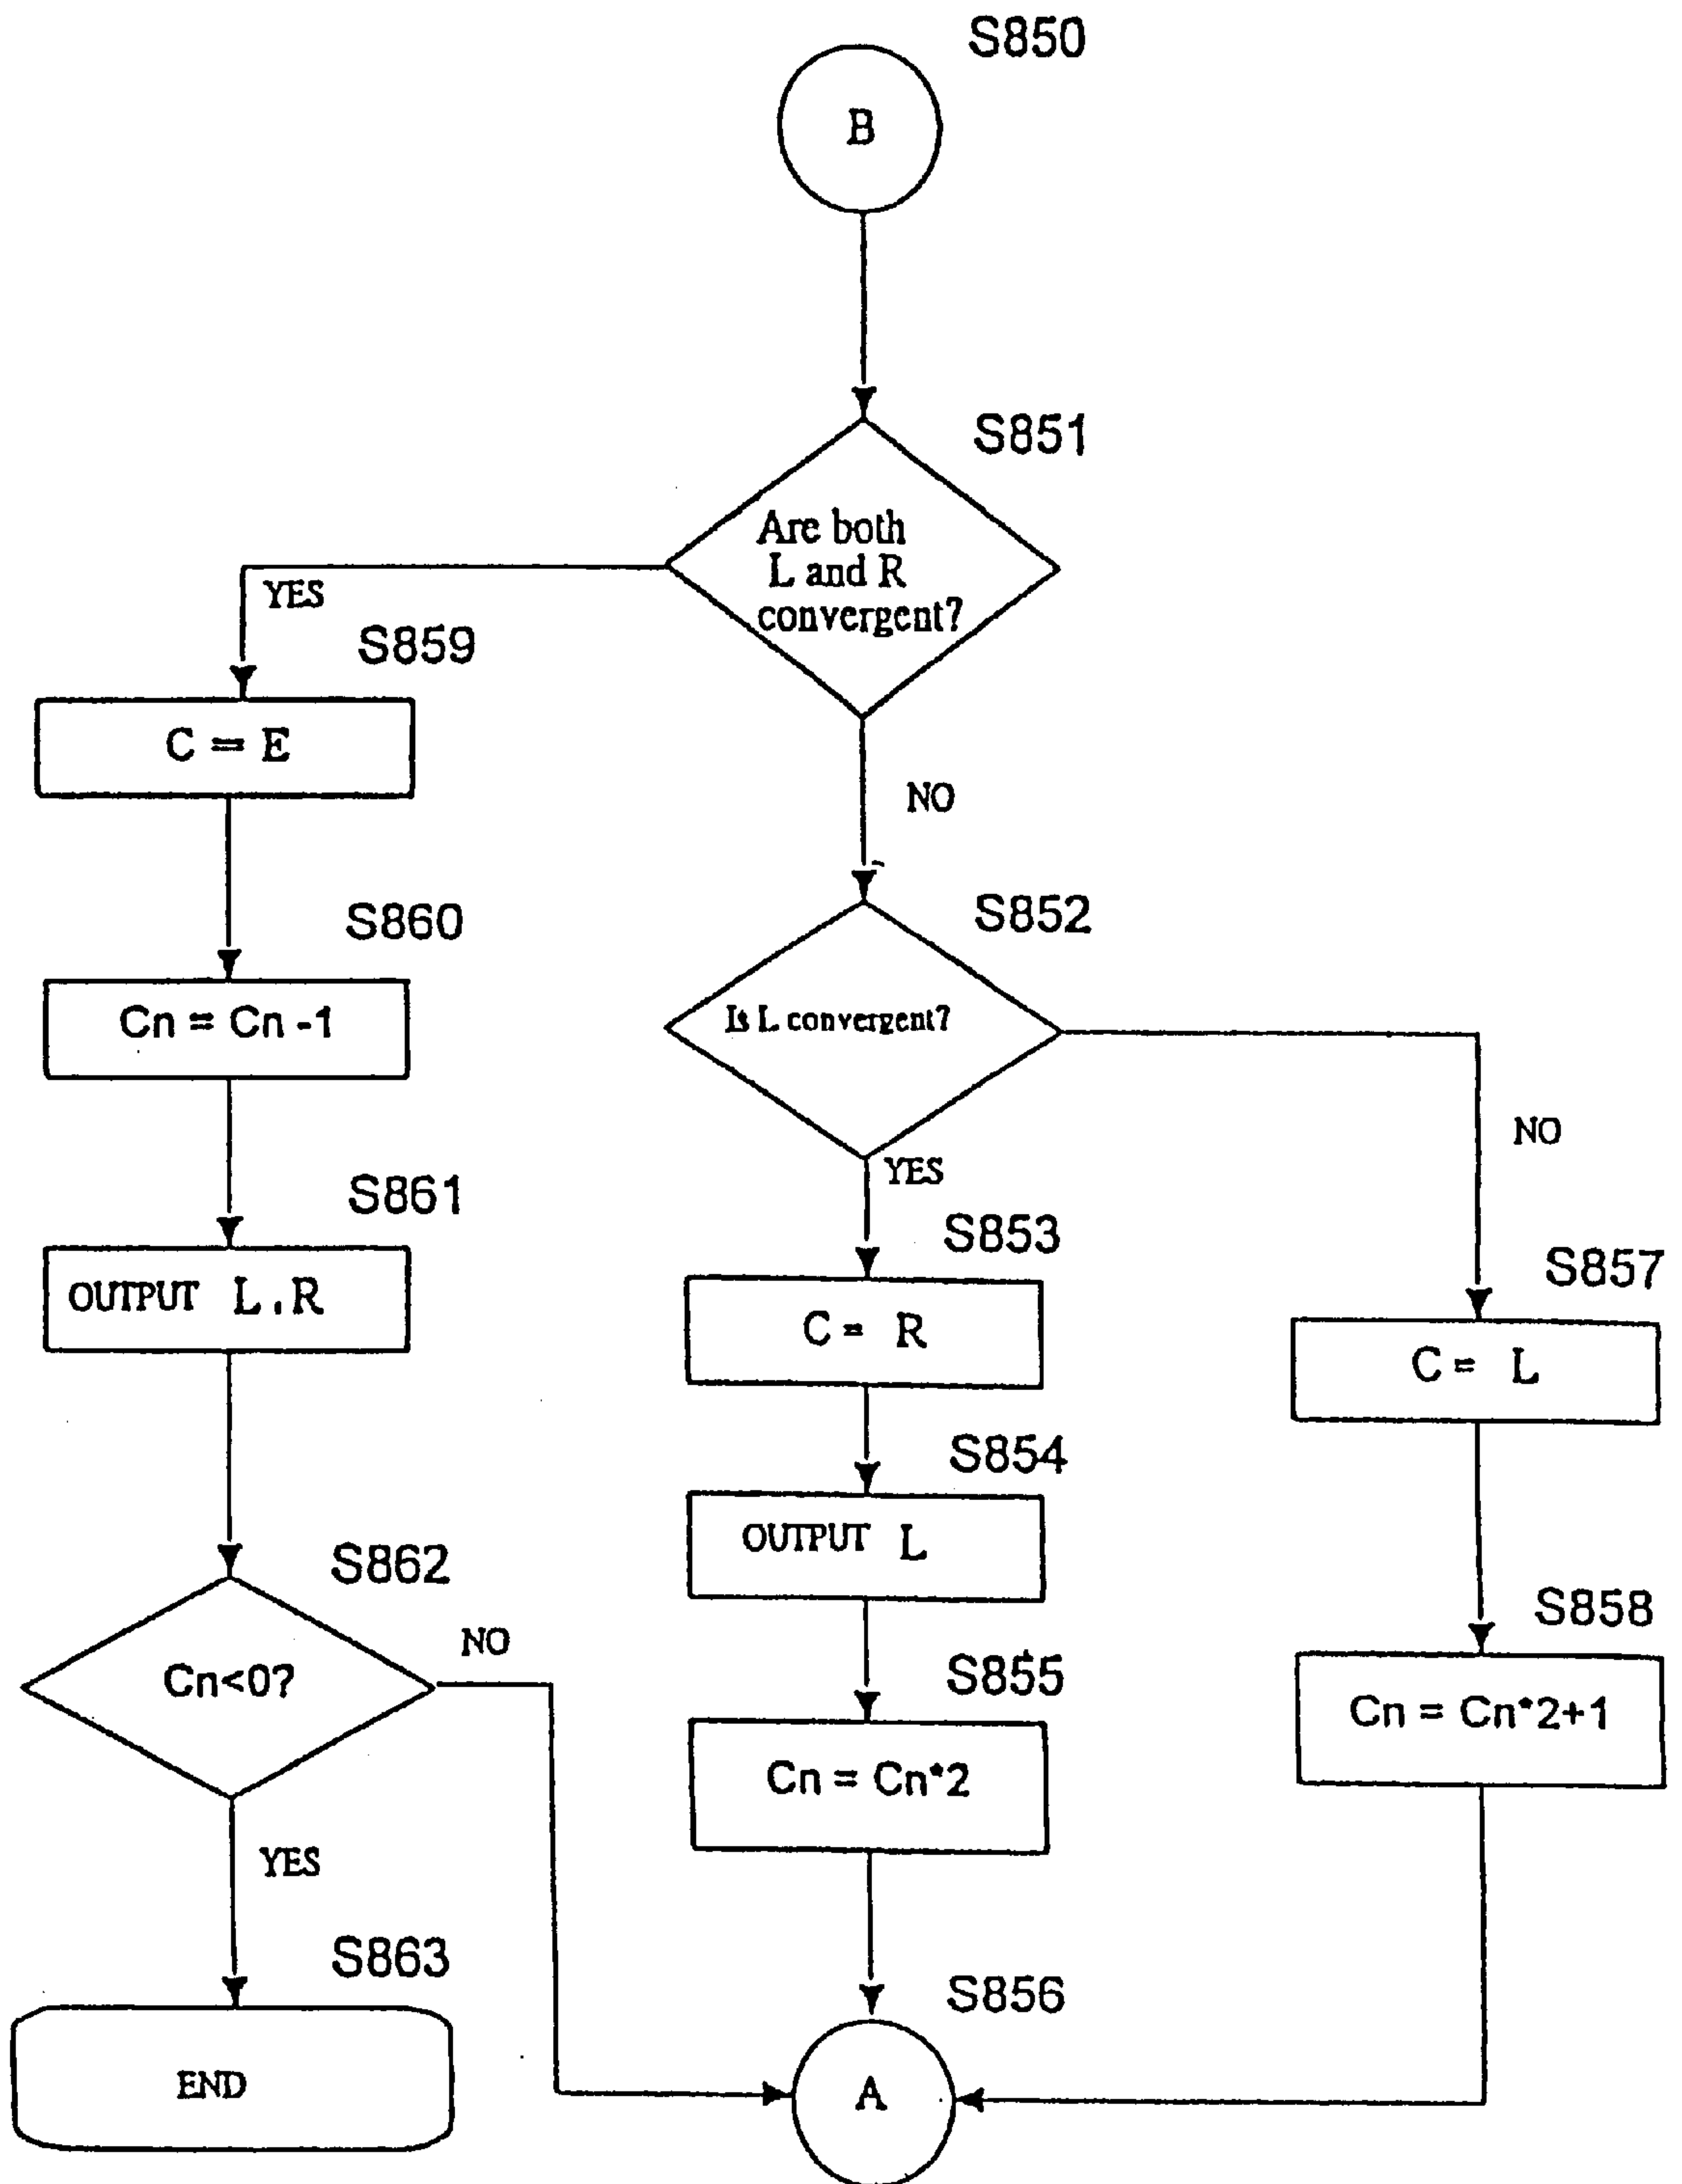 S850
B
S851
Are both
L and R
convergent?
YES
S859
C = E
NO
S860
Cn = Cn -1
S852
Is L convergent?
NO
YES
S861
OUTPUT L.R
S853
C = R
S857
C = L
S854
OUTPUT L
S862
Cn<0?
NO
S855
Cn = Cn*2
S858
Cn = Cn*2+1
YES
S863
END
S856
A